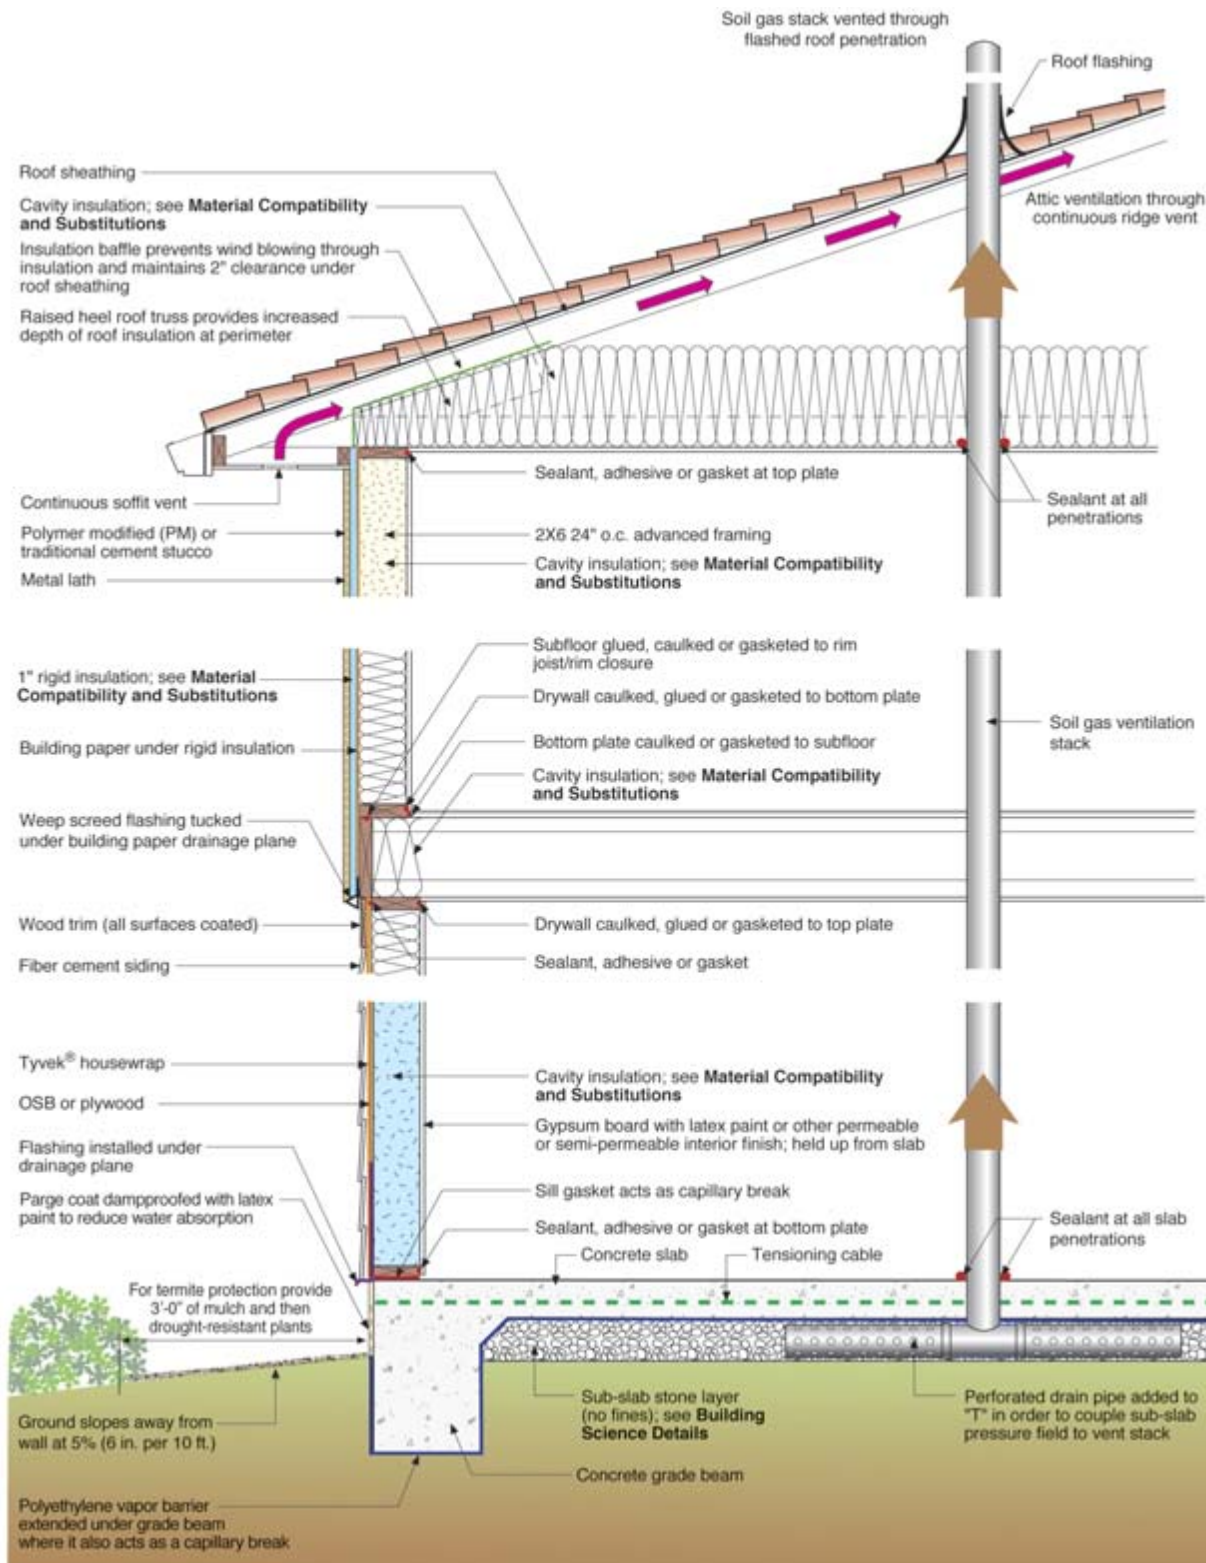 Soil gas stack vented through
flashed roof penetration
Roof flashing
Roof sheathing
Cavity insulation; see Material Compatibility
and Substitutions
Attic ventilation through
continuous ridge vent
Insulation baffle prevents wind blowing through
insulation and maintains 2" clearance under
roof sheathing
Raised heel roof truss provides increased
depth of roof insulation at perimeter
Sealant, adhesive or gasket at top plate
Continuous soffit vent
Sealant at all
penetrations
Polymer modified (PM) or
traditional cement stucco
2X6 24" o.c. advanced framing
Cavity insulation; see Material Compatibility
and Substitutions
Metal lath
Subfloor glued, caulked or gasketed to rim
joist/rim closure
1" rigid insulation; see Material
Compatibility and Substitutions
Drywall caulked, glued or gasketed to bottom plate
Soil gas ventilation
stack
Building paper under rigid insulation
Bottom plate caulked or gasketed to subfloor
Cavity insulation; see Material Compatibility
and Substitutions
Weep screed flashing tucked
under building paper drainage plane
Wood trim (all surfaces coated)
Drywall caulked, glued or gasketed to top plate
Fiber cement siding
Sealant, adhesive or gasket
Tyvek® housewrap
Cavity insulation; see Material Compatibility
and Substitutions
OSB or plywood
Gypsum board with latex paint or other permeable
or semi-permeable interior finish; held up from slab
Flashing installed under
drainage plane
Parge coat dampproofed with latex
paint to reduce water absorption
Sill gasket acts as capillary break
Sealant, adhesive or gasket at bottom plate
Sealant at all slab
penetrations
Concrete slab
Tensioning cable
For termite protection provide
3'-0" of mulch and then
drought-resistant plants
Ground slopes away from
wall at 5% (6 in. per 10 ft.)
Sub-slab stone layer
(no fines); see Building
Science Details
Perforated drain pipe added to
"T" in order to couple sub-slab
pressure field to vent stack
Concrete grade beam
Polyethylene vapor barrier
extended under grade beam
where it also acts as a capillary break